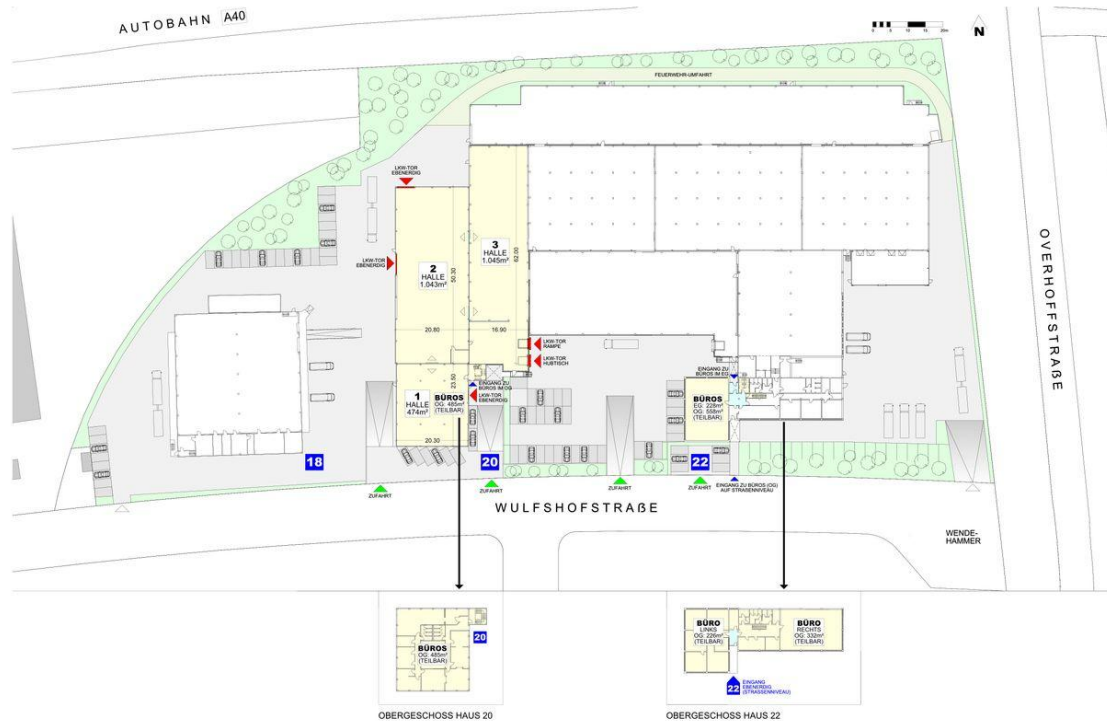 AUTOBAHN A40
0 5 10 15 20m
N
FEUERWEHR-UMFAHRT
LKW-TOR
EBENERDIG
LKW-TOR
EBENERDIG
2
HALLE
1.043m²
50.30
20.80
3
HALLE
1.045m²
62.00
16.90
LKW-TOR
RAMPE
LKW-TOR
HUBTISCH
EINGANG ZU
BÜROS IM OG
LKW-TOR
EBENERDIG
1
HALLE
474m²
23.50
20.30
BÜROS
OG: 485m²
(TEILBAR)
EINGANG ZU
BÜROS IM EG
BÜROS
EG: 228m²
OG: 558m²
(TEILBAR)
OVERHOFFSTRAßE
18
20
22
ZUFAHRT
ZUFAHRT
ZUFAHRT
ZUFAHRT
EINGANG ZU BÜROS (OG)
AUF STRAßENNIVEAU
WULFSHOFSTRAßE
WENDE-
HAMMER
BÜROS
OG: 485m²
(TEILBAR)
20
OBERGESCHOSS HAUS 20
BÜRO
LINKS
OG: 226m²
(TEILBAR)
BÜRO
RECHTS
OG: 332m²
(TEILBAR)
22
EINGANG
EBENERDIG
(STRASSENNIVEAU)
OBERGESCHOSS HAUS 22